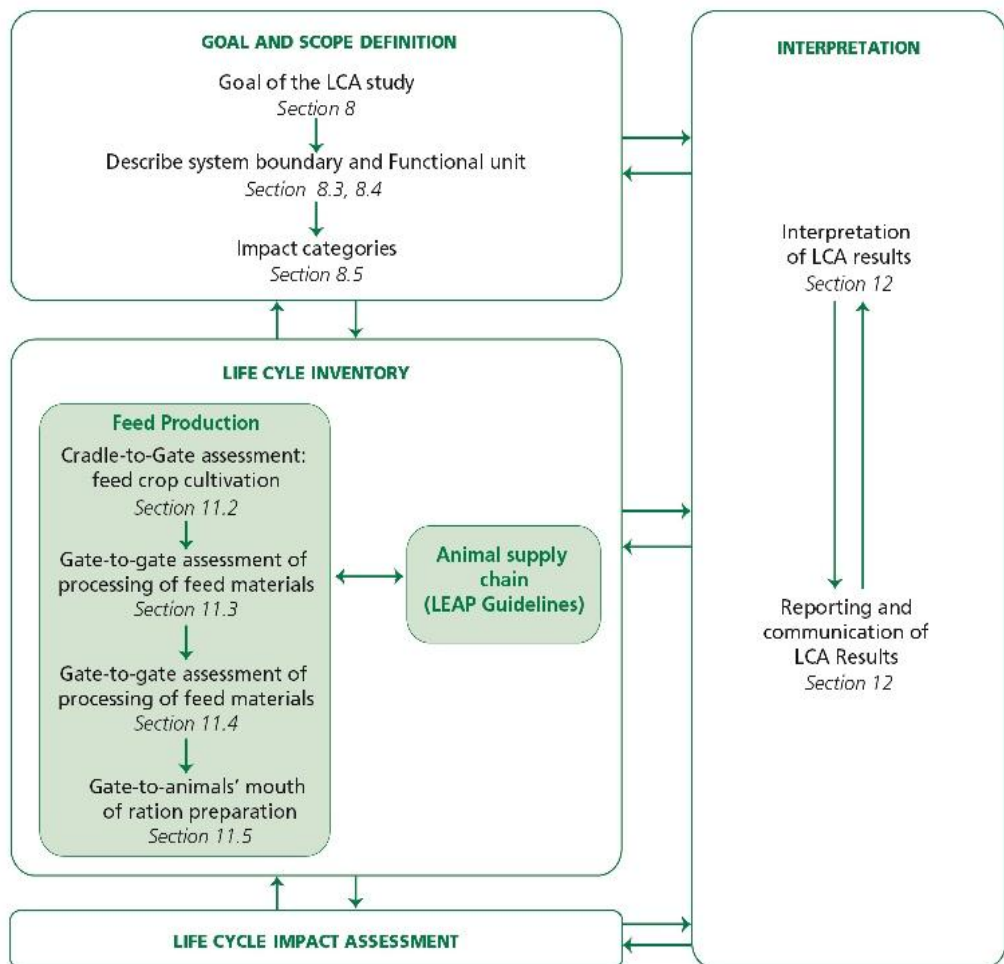 GOAL AND SCOPE DEFINITION
Goal of the LCA study
Section 8
Describe system boundary and Functional unit
Section 8.3, 8.4
Impact categories
Section 8.5
LIFE CYLE INVENTORY
Feed Production
Cradle-to-Gate assessment:
feed crop cultivation
Section 11.2
Gate-to-gate assessment of
processing of feed materials
Section 11.3
Gate-to-gate assessment of
processing of feed materials
Section 11.4
Gate-to-animals’ mouth
of ration preparation
Section 11.5
Animal supply
chain
(LEAP Guidelines)
LIFE CYCLE IMPACT ASSESSMENT
INTERPRETATION
Interpretation
of LCA results
Section 12
Reporting and
communication of
LCA Results
Section 12